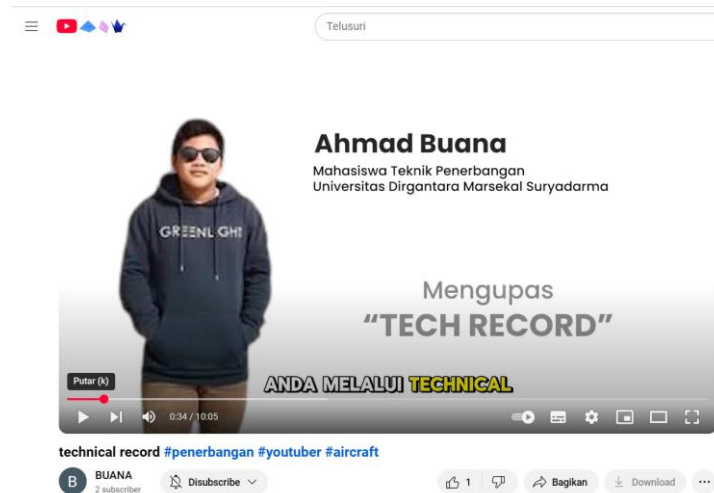 Telusuri
Ahmad Buana
Mahasiswa Teknik Penerbangan
Universitas Dirgantara Marsekal Suryadarma
GREENLIGHT
Mengupas
“TECH RECORD”
Putar (k)
ANDA MELALUI TECHNICAL
0:34 / 10:05
technical record #penerbangan #youtuber #aircraft
B
BUANA
2 subscriber
Disubscribe
1
Bagikan
Download